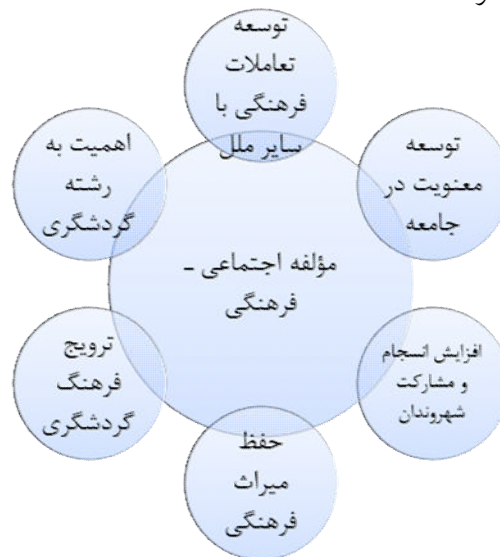 توسعه
تعاملات
فرهنگی با
سایر ملل
توسعه
معنویت در
جامعه
افزایش انسجام
و مشارکت
شهروندان
حفظ
میراث
فرهنگی
ترویج
فرهنگ
گردشگری
اهمیت به
رشته
گردشگری
مؤلفه اجتماعی ـ
فرهنگی